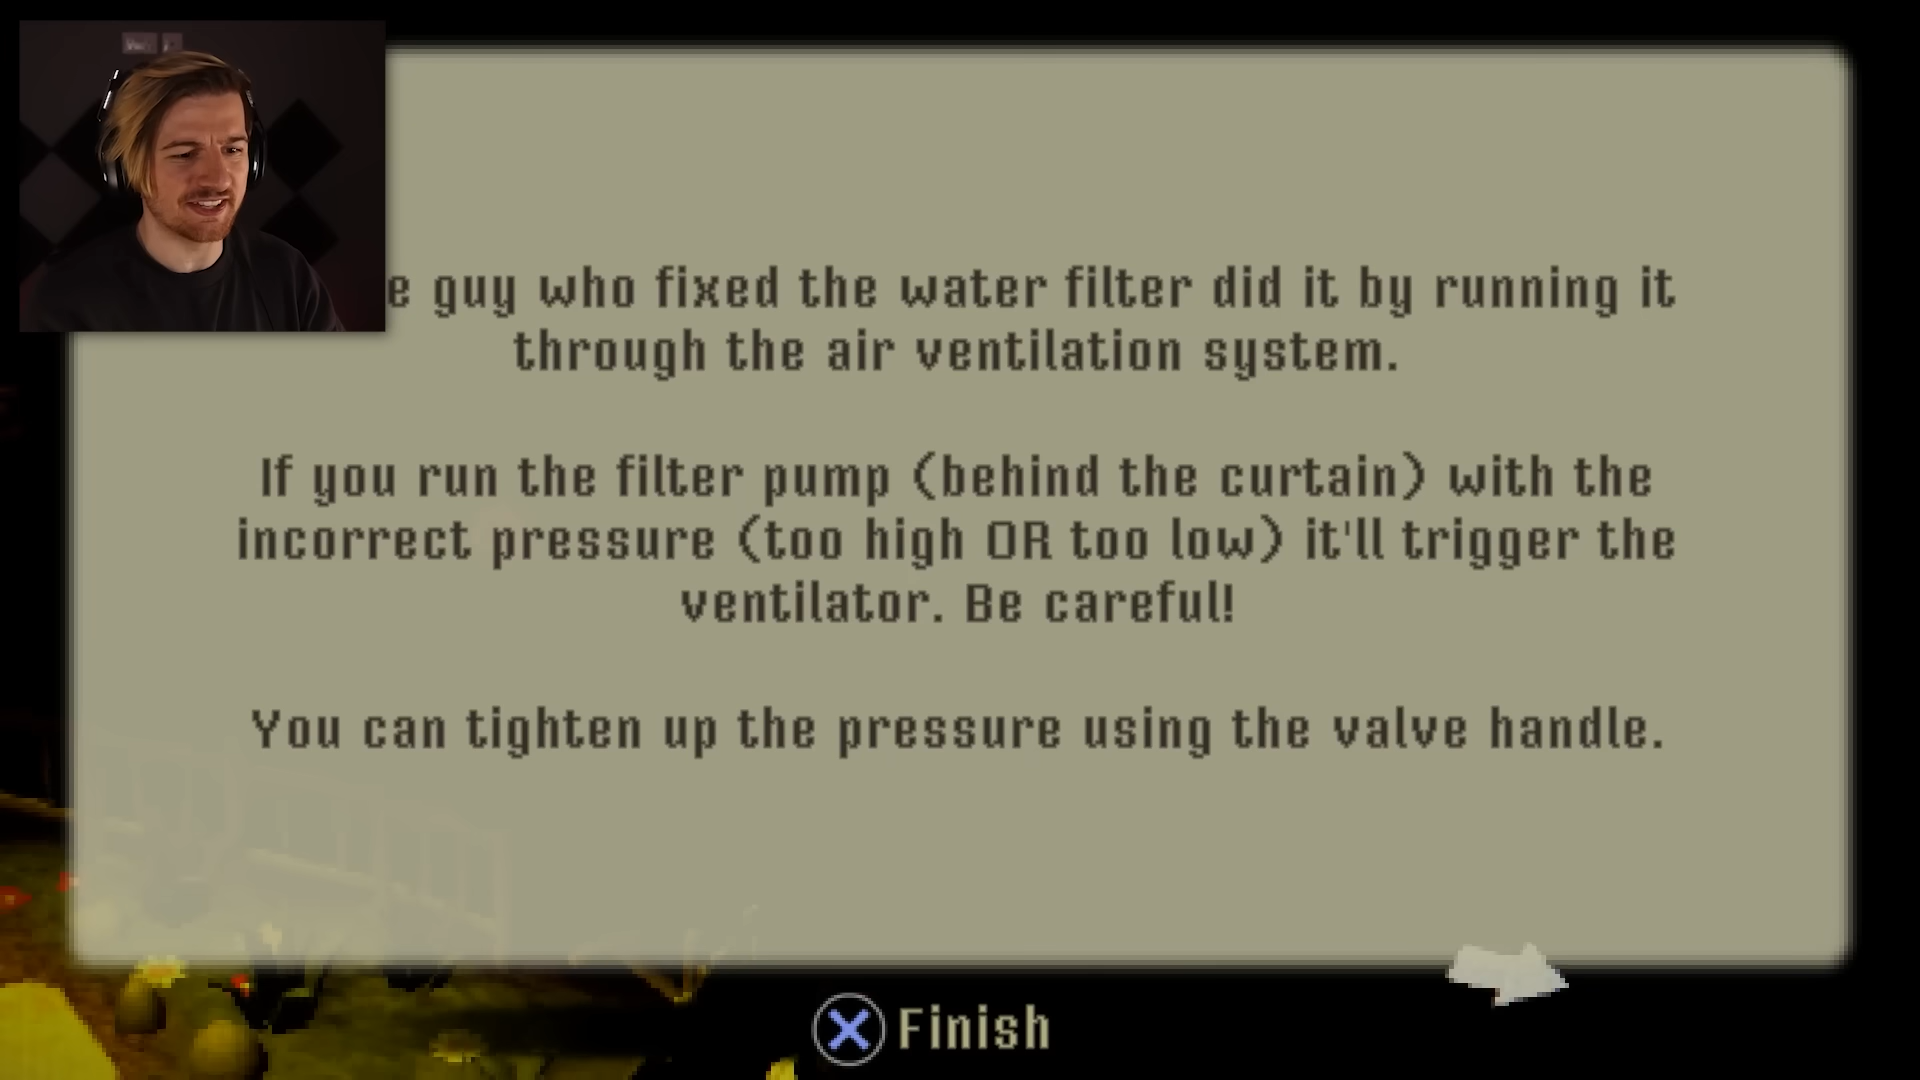 guy who fixed the water filter did it by running it
through the air ventilation system.
If you run the filter pump (behind the curtain) with the
incorrect pressure (too high OR too low) it'll trigger the
ventilator. Be careful!
You can tighten up the pressure using the valve handle.
Finish